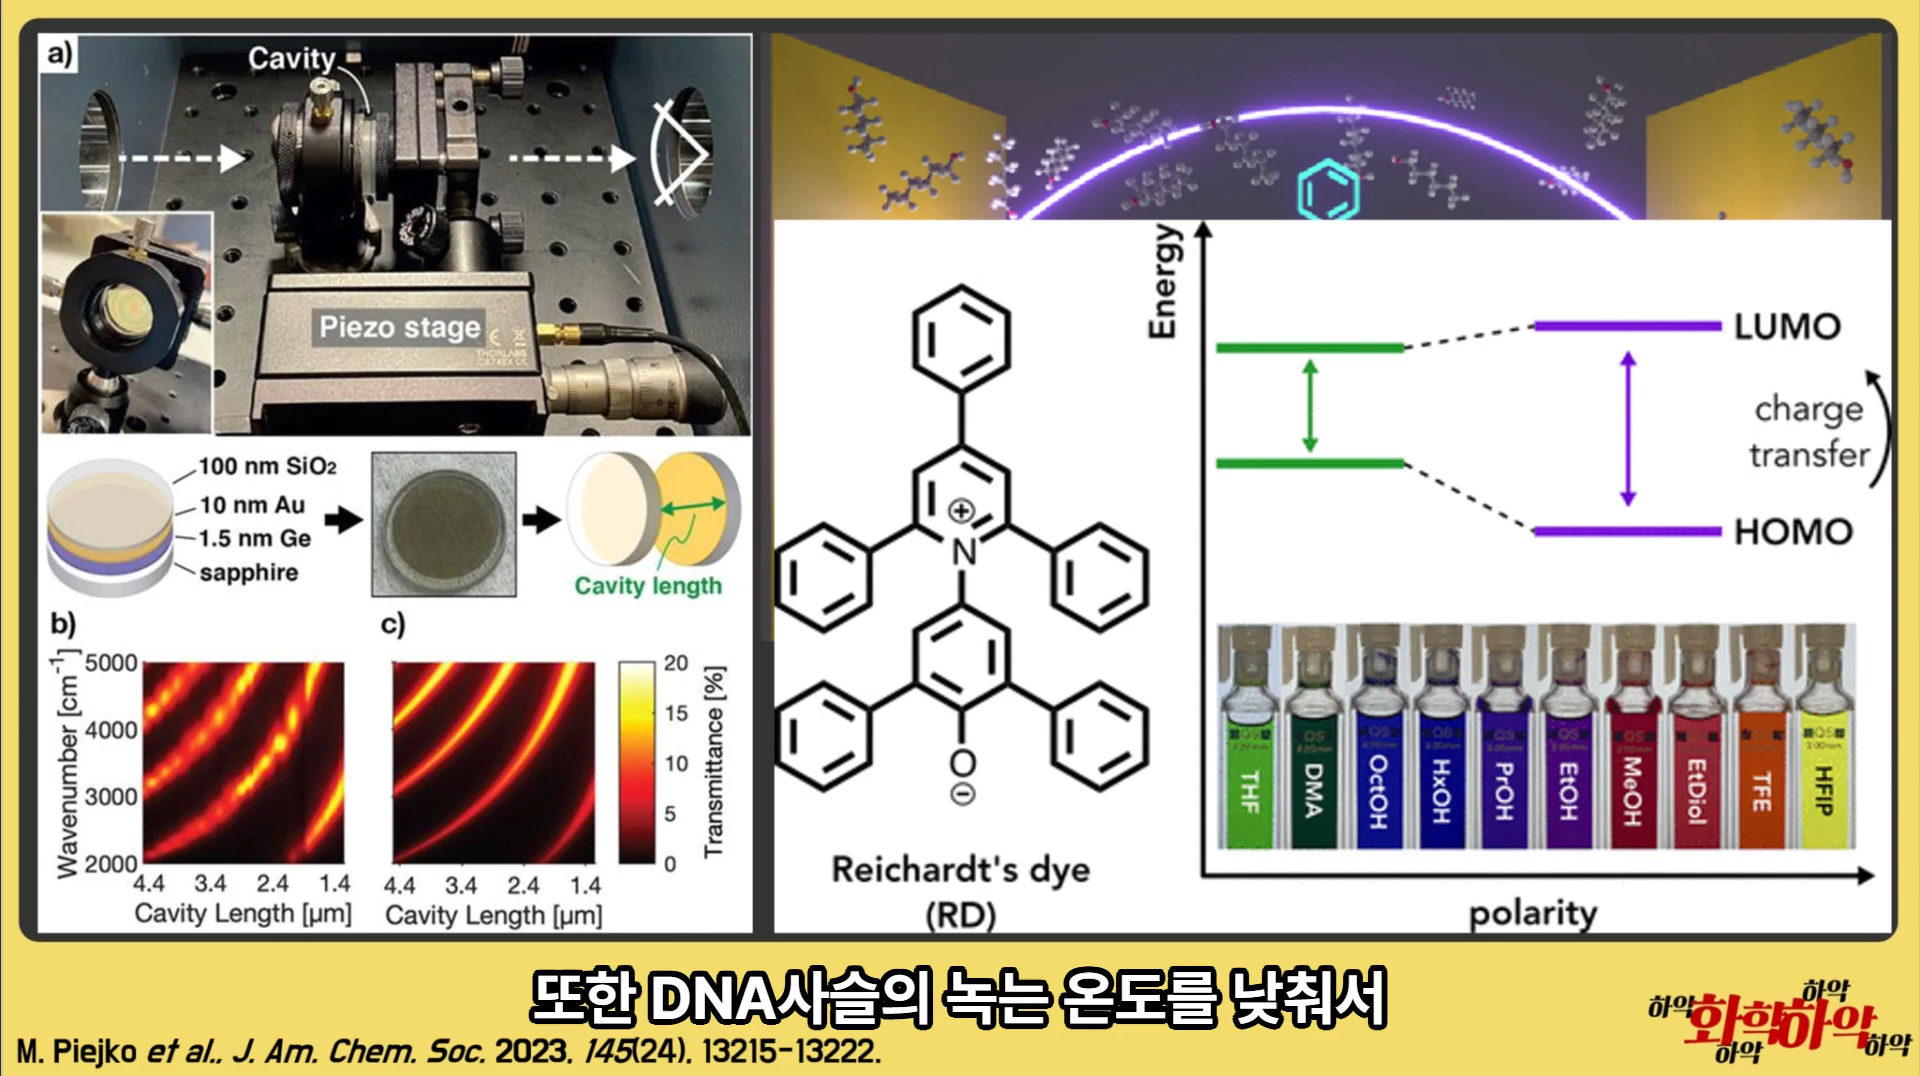 a)
Cavity
Piezo stage
THORLABS
100 nm SiO2
10 nm Au
1.5 nm Ge
sapphire
Cavity length
b)
c)
Wavenumber [cm-1]
5000
4000
3000
2000
4.4 3.4 2.4 1.4
Cavity Length [µm]
4.4 3.4 2.4 1.4
Cavity Length [µm]
20
15
10
5
0
Transmittance [%]
N
O
Reichardt's dye
(RD)
Energy
LUMO
charge
transfer
HOMO
THF
DMA
OctOH
HxOH
PrOH
EtOH
MeOH
EtDiol
TFE
HFIP
polarity
또한 DNA사슬의 녹는 온도를 낮춰서
M. Piejko et al., J. Am. Chem. Soc. 2023, 145(24), 13215-13222.
하악
화학하악
하악
하악
하악